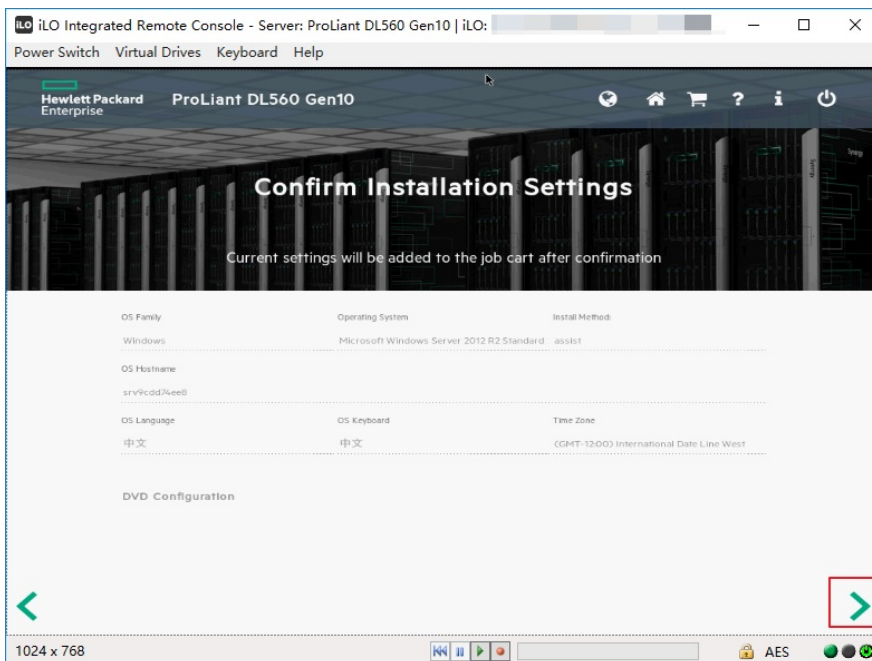 iLO iLO Integrated Remote Console - Server: ProLiant DL560 Gen10 | iLO:
Power Switch Virtual Drives Keyboard Help
Hewlett Packard
Enterprise
ProLiant DL560 Gen10
Confirm Installation Settings
Current settings will be added to the job cart after confirmation
OS Family Operating System Install Method:
Windows Microsoft Windows Server 2012 R2 Standard assist
OS Hostname
srv9cdd74ee8
OS Language OS Keyboard Time Zone
中文 中文 (GMT-12:00) International Date Line West
DVD Configuration
1024 x 768 AES